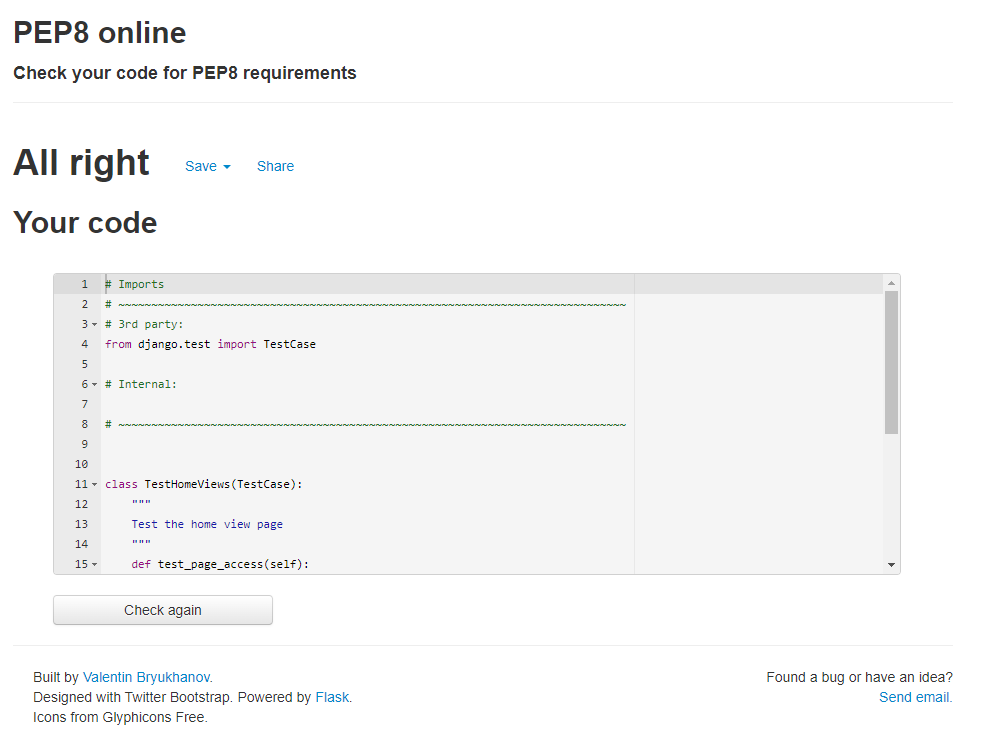 PEP8 online
Check your code for PEP8 requirements
All right Save Share
Your code
1 # Imports
2 # ~~~~~~~~~~~~~~~~~~~~~~~~~~~~~~~~~~~~~~~~~~~~~~~~~~~~~~~~~~~~~~~~~~~~~~~~~~~~~
3 # 3rd party:
4 from django.test import TestCase
5
6 # Internal:
7
8 # ~~~~~~~~~~~~~~~~~~~~~~~~~~~~~~~~~~~~~~~~~~~~~~~~~~~~~~~~~~~~~~~~~~~~~~~~~~~~~
9
10
11 class TestHomeViews(TestCase):
12 """
13 Test the home view page
14 """
15 def test_page_access(self):
Check again
Built by Valentin Bryukhanov.
Designed with Twitter Bootstrap. Powered by Flask.
Icons from Glyphicons Free.
Found a bug or have an idea?
Send email.